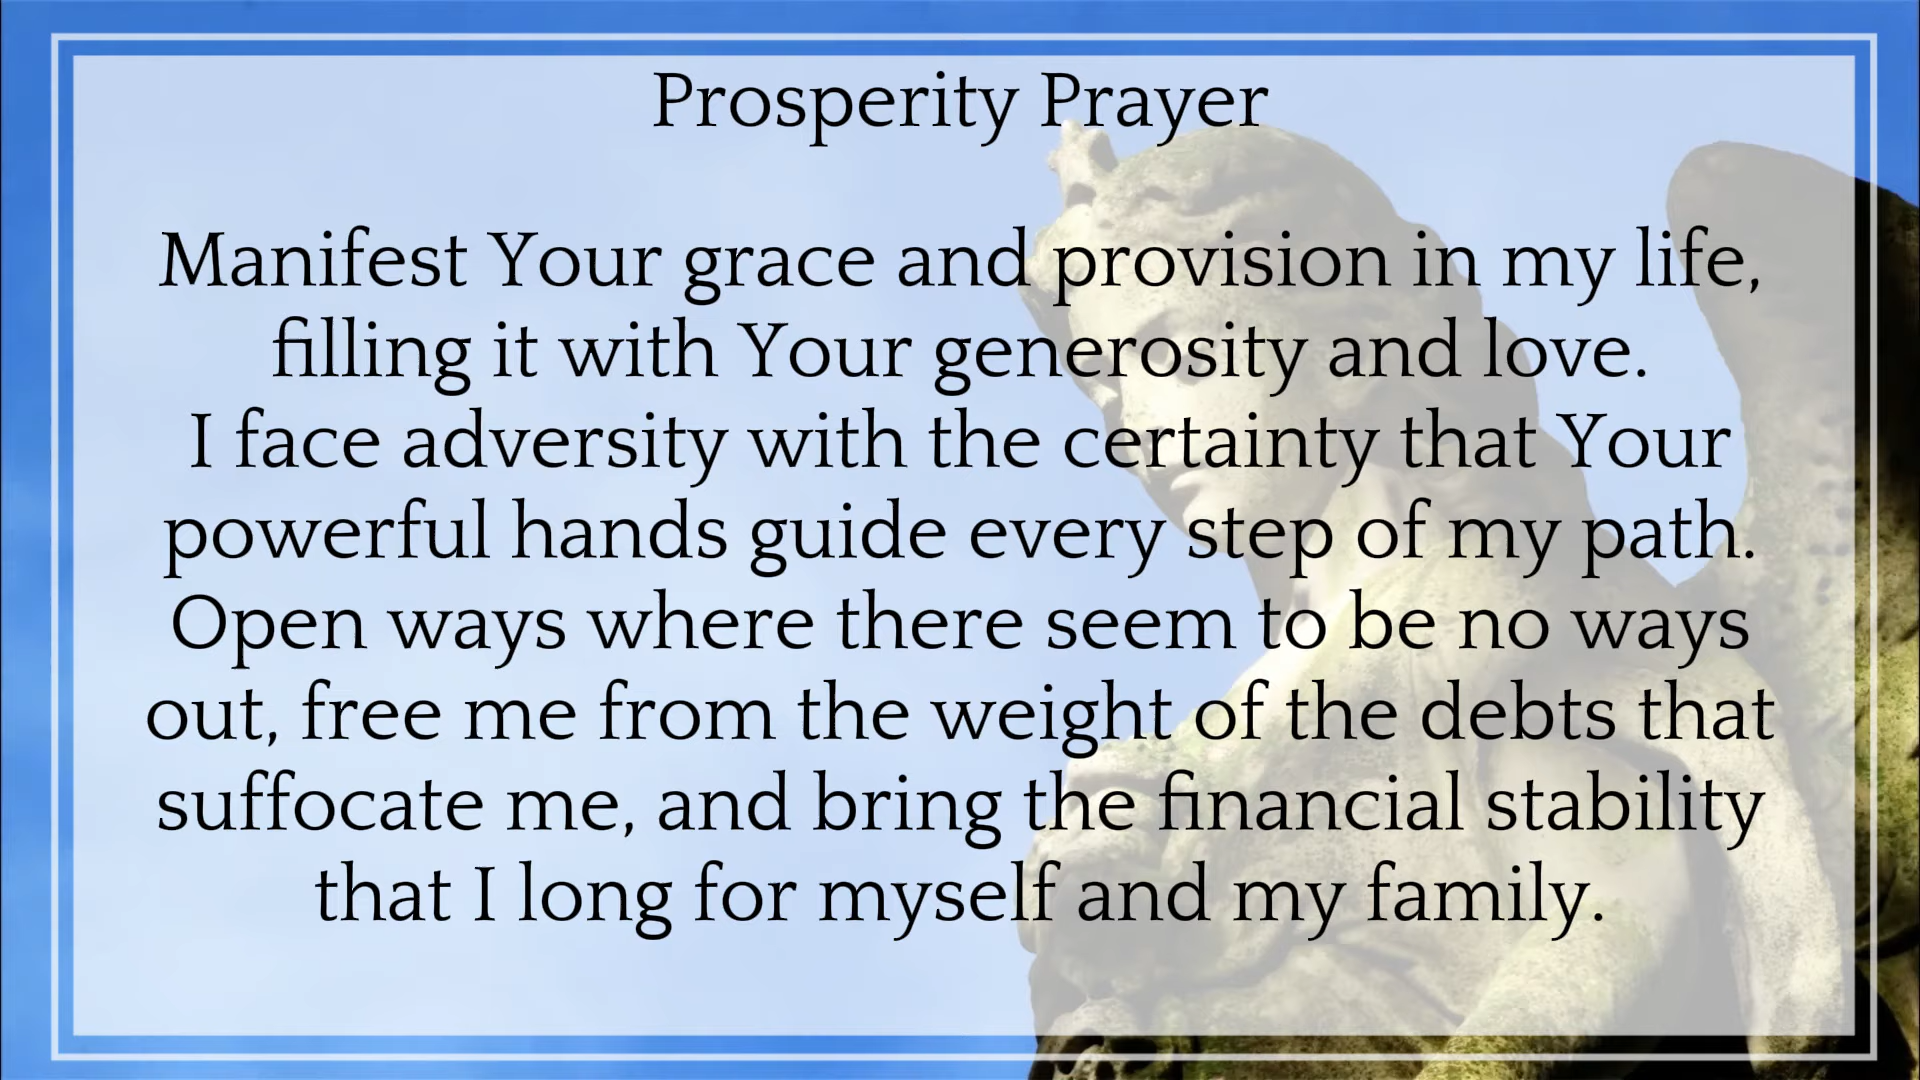 Prosperity Prayer
Manifest Your grace and provision in my life,
filling it with Your generosity and love.
I face adversity with the certainty that Your
powerful hands guide every step of my path.
Open ways where there seem to be no ways
out, free me from the weight of the debts that
suffocate me, and bring the financial stability
that I long for myself and my family.